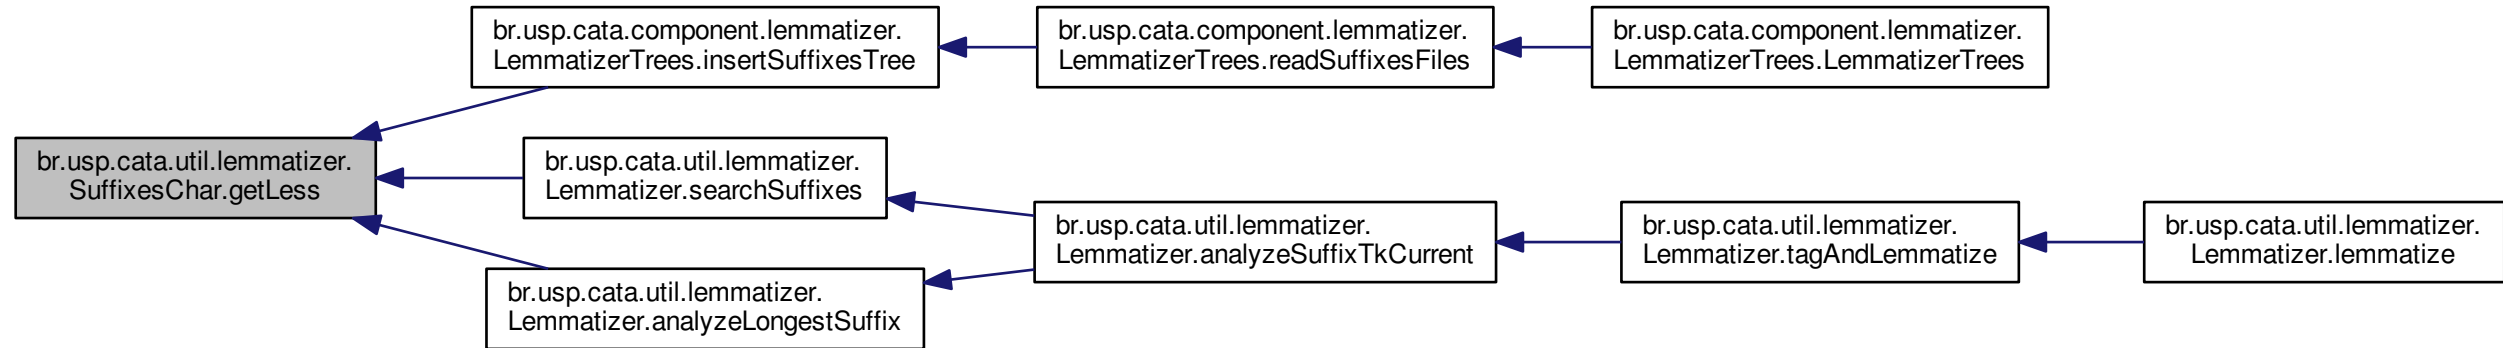 br.usp.cata.util.lemmatizer.
SuffixesChar.getLess
br.usp.cata.component.lemmatizer.
LemmatizerTrees.insertSuffixesTree
br.usp.cata.component.lemmatizer.
LemmatizerTrees.readSuffixesFiles
br.usp.cata.component.lemmatizer.
LemmatizerTrees.LemmatizerTrees
br.usp.cata.util.lemmatizer.
Lemmatizer.searchSuffixes
br.usp.cata.util.lemmatizer.
Lemmatizer.analyzeLongestSuffix
br.usp.cata.util.lemmatizer.
Lemmatizer.analyzeSuffixTkCurrent
br.usp.cata.util.lemmatizer.
Lemmatizer.tagAndLemmatize
br.usp.cata.util.lemmatizer.
Lemmatizer.lemmatize